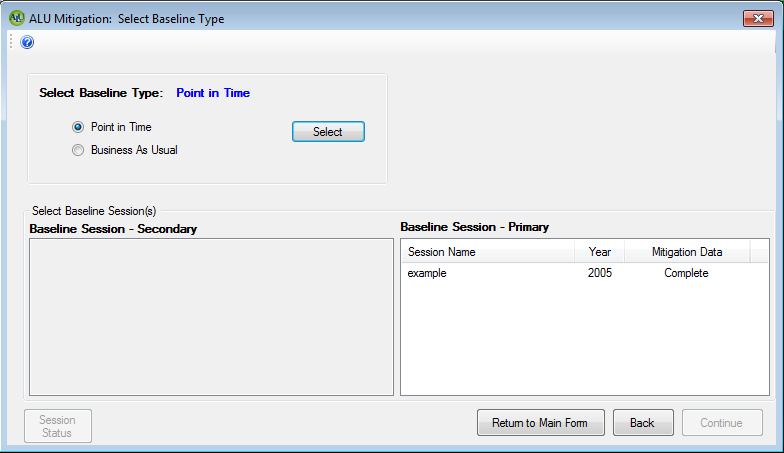 ALU Mitigation: Select Baseline Type
Select Baseline Type: Point in Time
Point in Time
Select
Business As Usual
Select Baseline Session(s)
Baseline Session - Secondary
Baseline Session - Primary
Session Name Year Mitigation Data
example 2005 Complete
Session
Status
Return to Main Form
Back
Continue